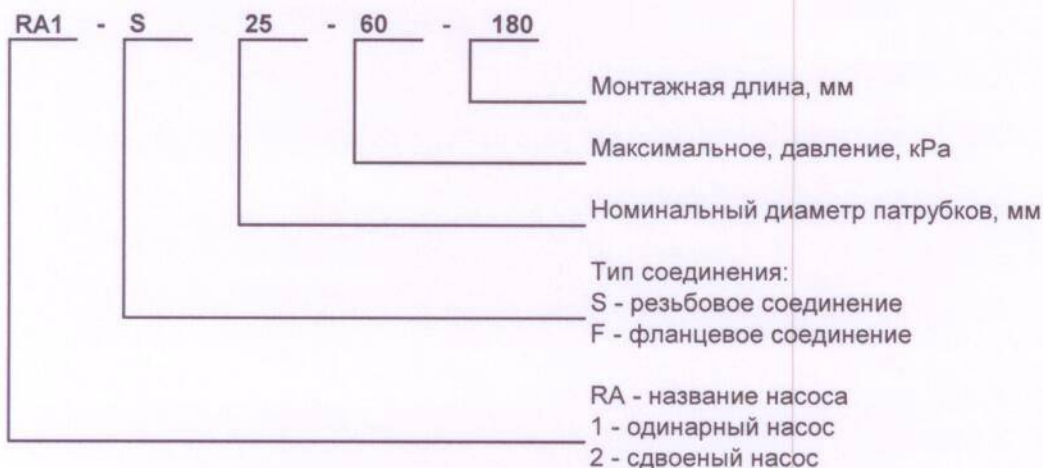 RA1 - S 25 - 60 - 180
Монтажная длина, мм
Максимальное, давление, кРа
Номинальный диаметр патрубков, мм
Тип соединения:
S - резьбовое соединение
F - фланцевое соединение
RA - название насоса
1 - одинарный насос
2 - сдвоеный насос